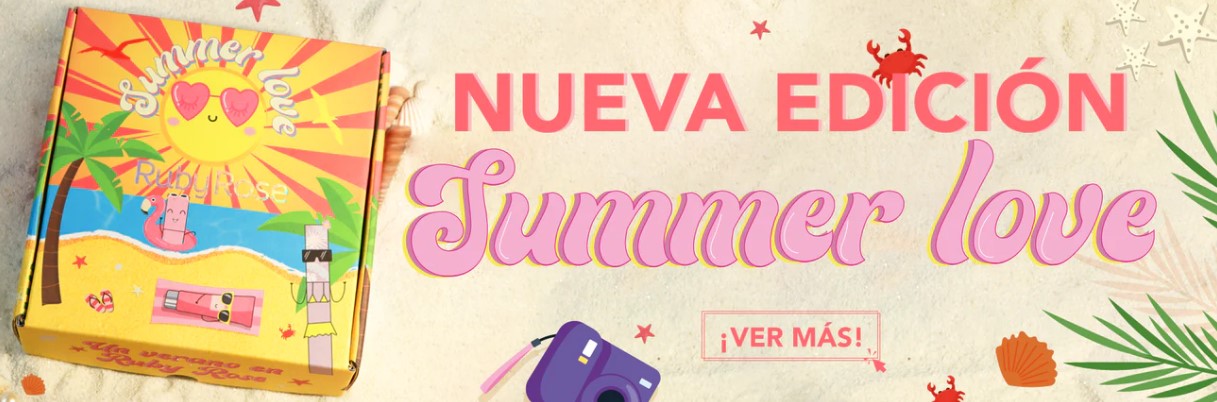 Summer love
Ruby Rose
Un verano en
Ruby Rose
NUEVA EDICIÓN
Summer love
¡VER MÁS!